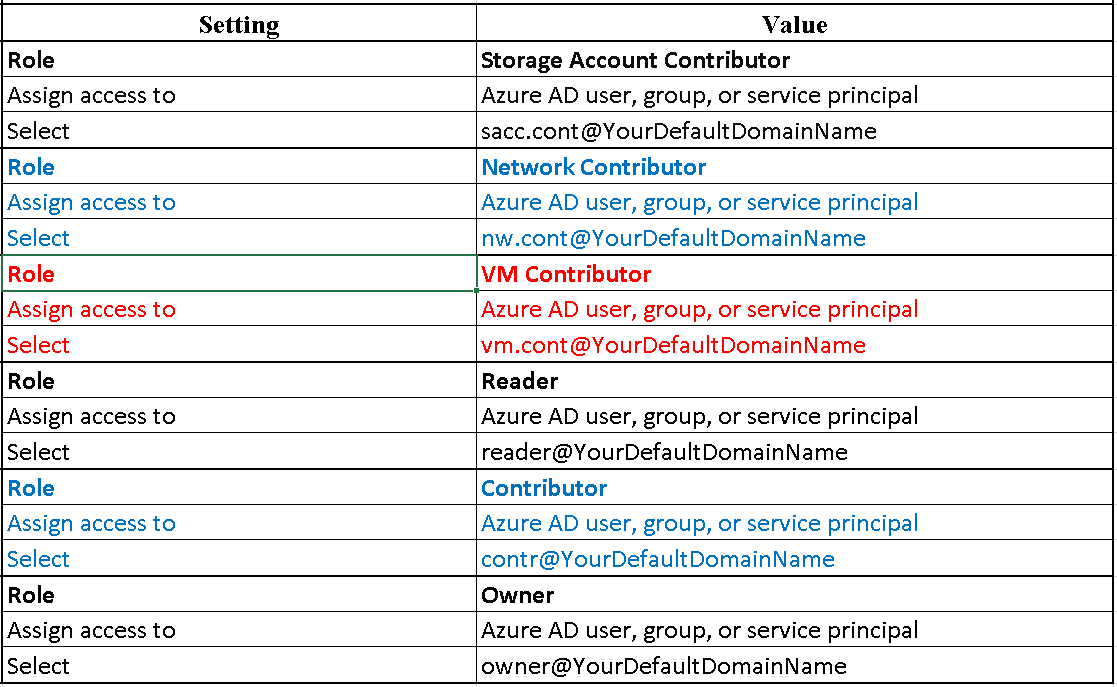 Setting Value
Role Storage Account Contributor
Assign access to Azure AD user, group, or service principal
Select sacc.cont@YourDefaultDomainName
Role Network Contributor
Assign access to Azure AD user, group, or service principal
Select nw.cont@YourDefaultDomainName
Role VM Contributor
Assign access to Azure AD user, group, or service principal
Select vm.cont@YourDefaultDomainName
Role Reader
Assign access to Azure AD user, group, or service principal
Select reader@YourDefaultDomainName
Role Contributor
Assign access to Azure AD user, group, or service principal
Select contr@YourDefaultDomainName
Role Owner
Assign access to Azure AD user, group, or service principal
Select owner@YourDefaultDomainName